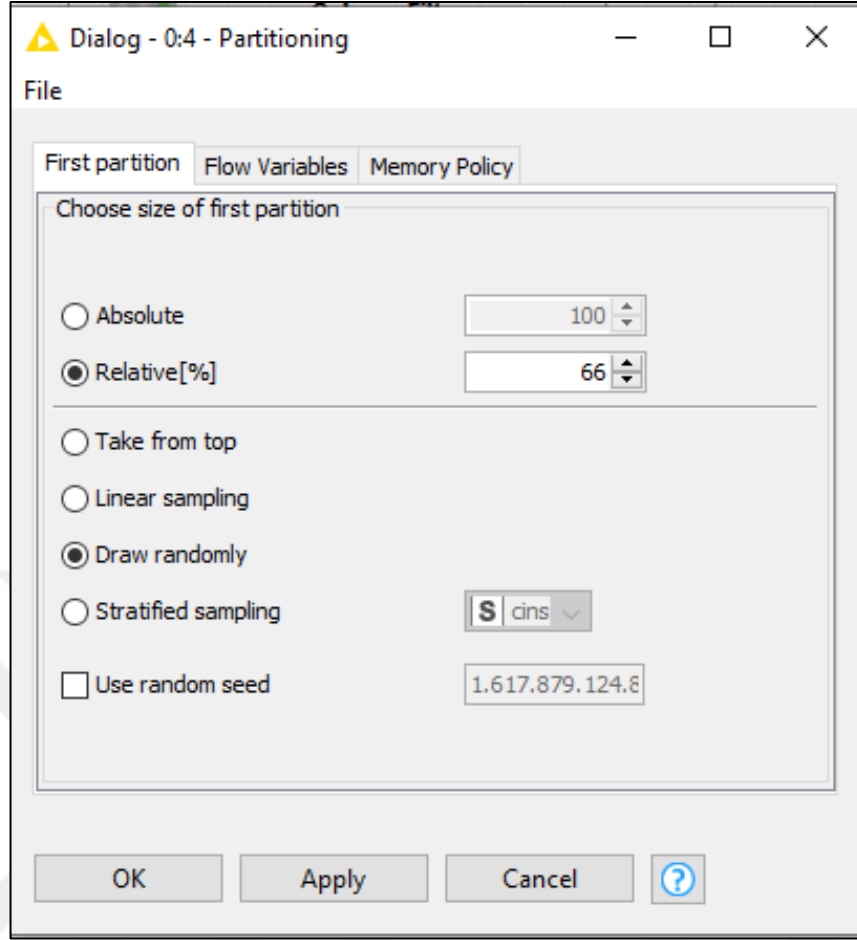 Dialog - 0:4 - Partitioning
File
First partition Flow Variables Memory Policy
Choose size of first partition
Absolute 100
Relative[%] 66
Take from top
Linear sampling
Draw randomly
Stratified sampling S cins
Use random seed 1.617.879.124.8
OK Apply Cancel ?